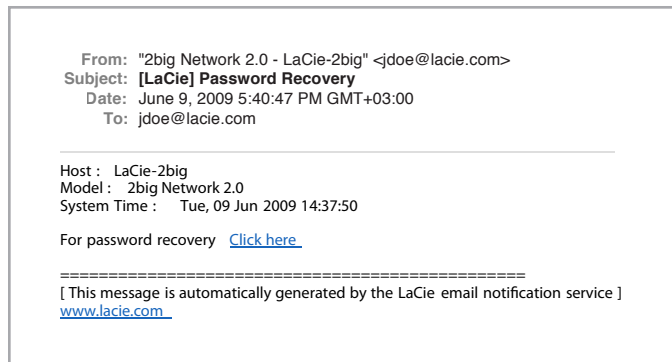 From: "2big Network 2.0 - LaCie-2big" <jdoe@lacie.com>
Subject: [LaCie] Password Recovery
Date: June 9, 2009 5:40:47 PM GMT+03:00
To: jdoe@lacie.com
Host : LaCie-2big
Model : 2big Network 2.0
System Time : Tue, 09 Jun 2009 14:37:50
For password recovery Click here
================================================
[ This message is automatically generated by the LaCie email notification service ]
www.lacie.com